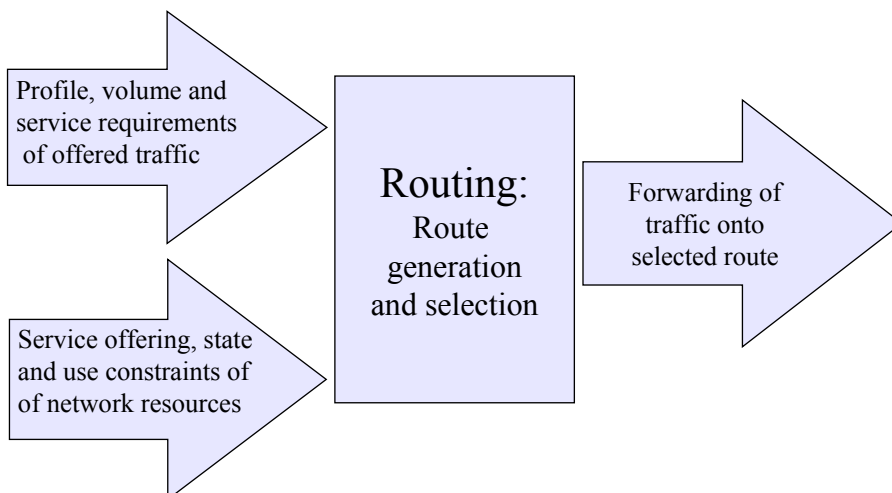 Profile, volume and
service requirements
of offered traffic
Service offering, state
and use constraints of
of network resources
Routing:
Route
generation
and selection
Forwarding of
traffic onto
selected route